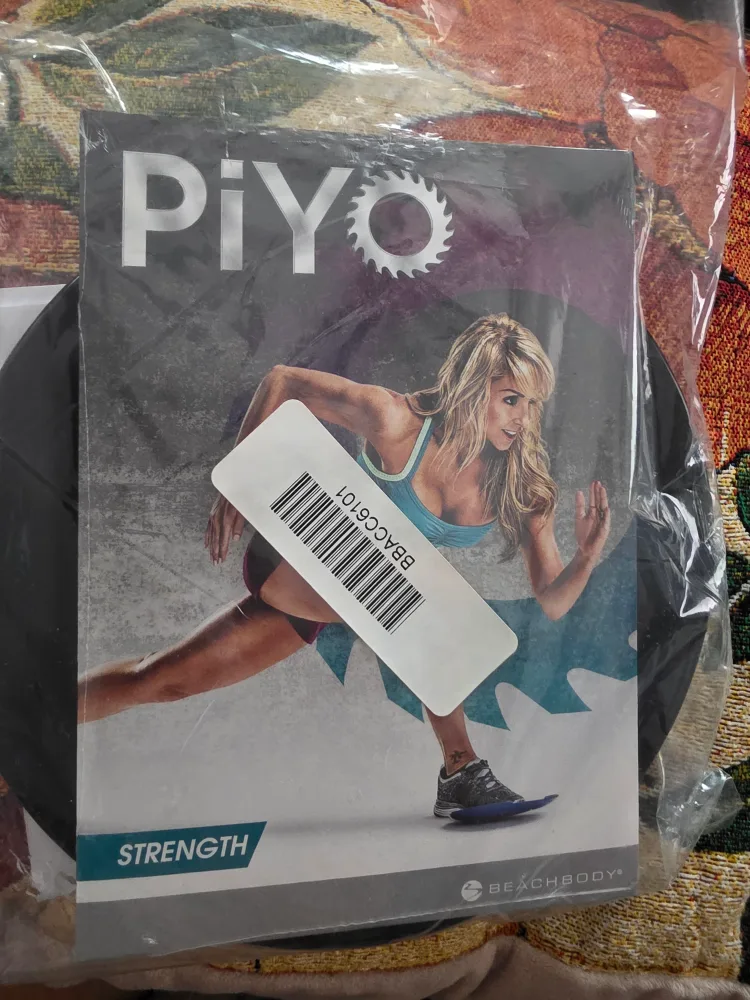 PiYO
BBACC6101
STRENGTH
BEACHBODY®